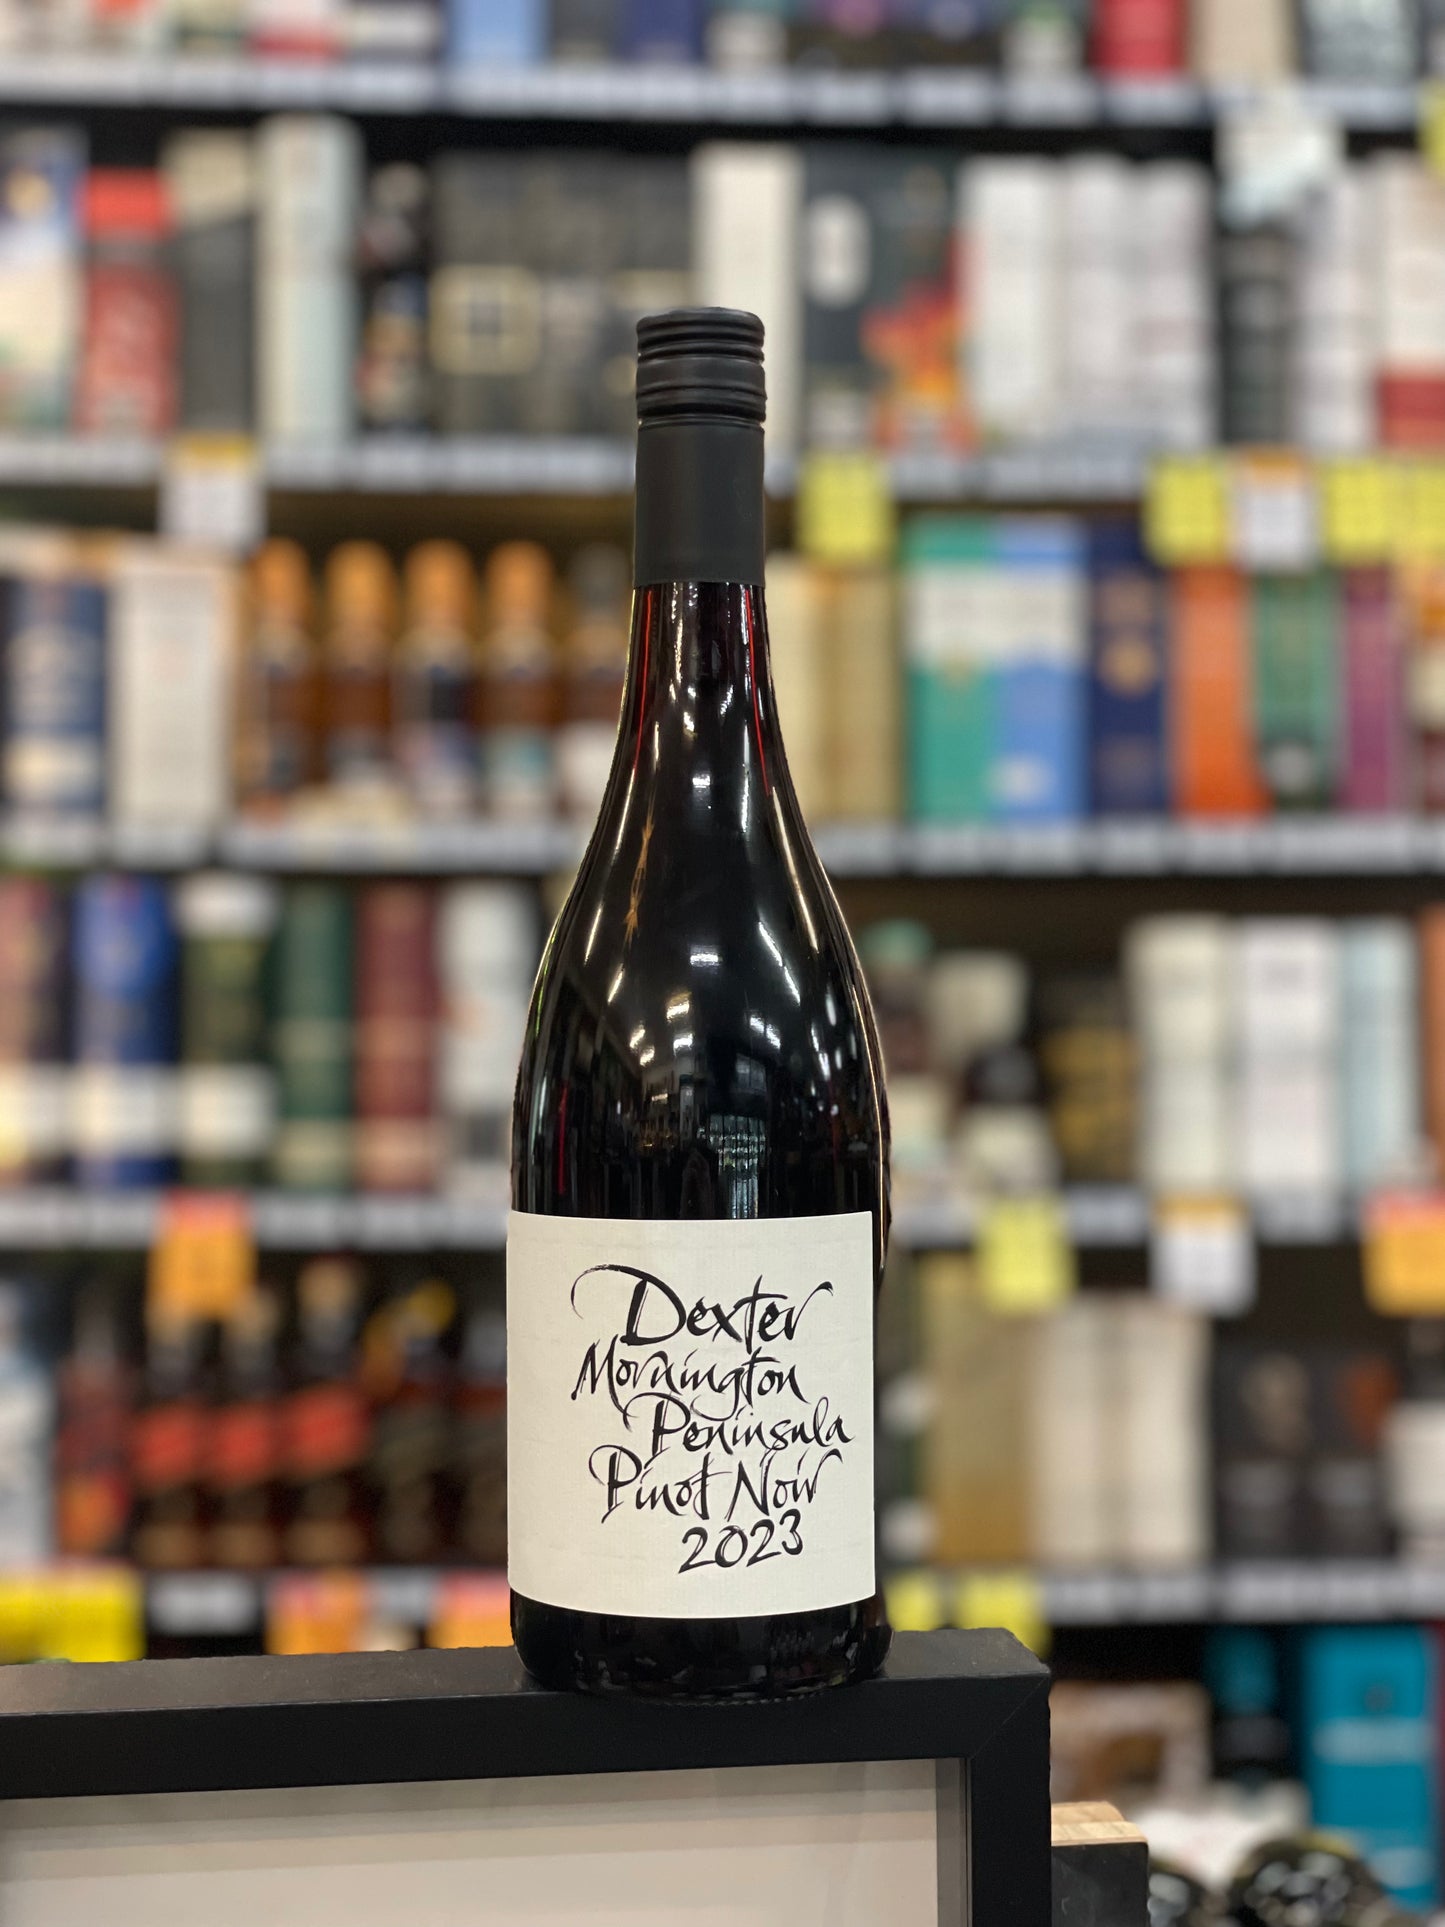 Dexter
Mornington
Peninsula
Pinot Noir
2023